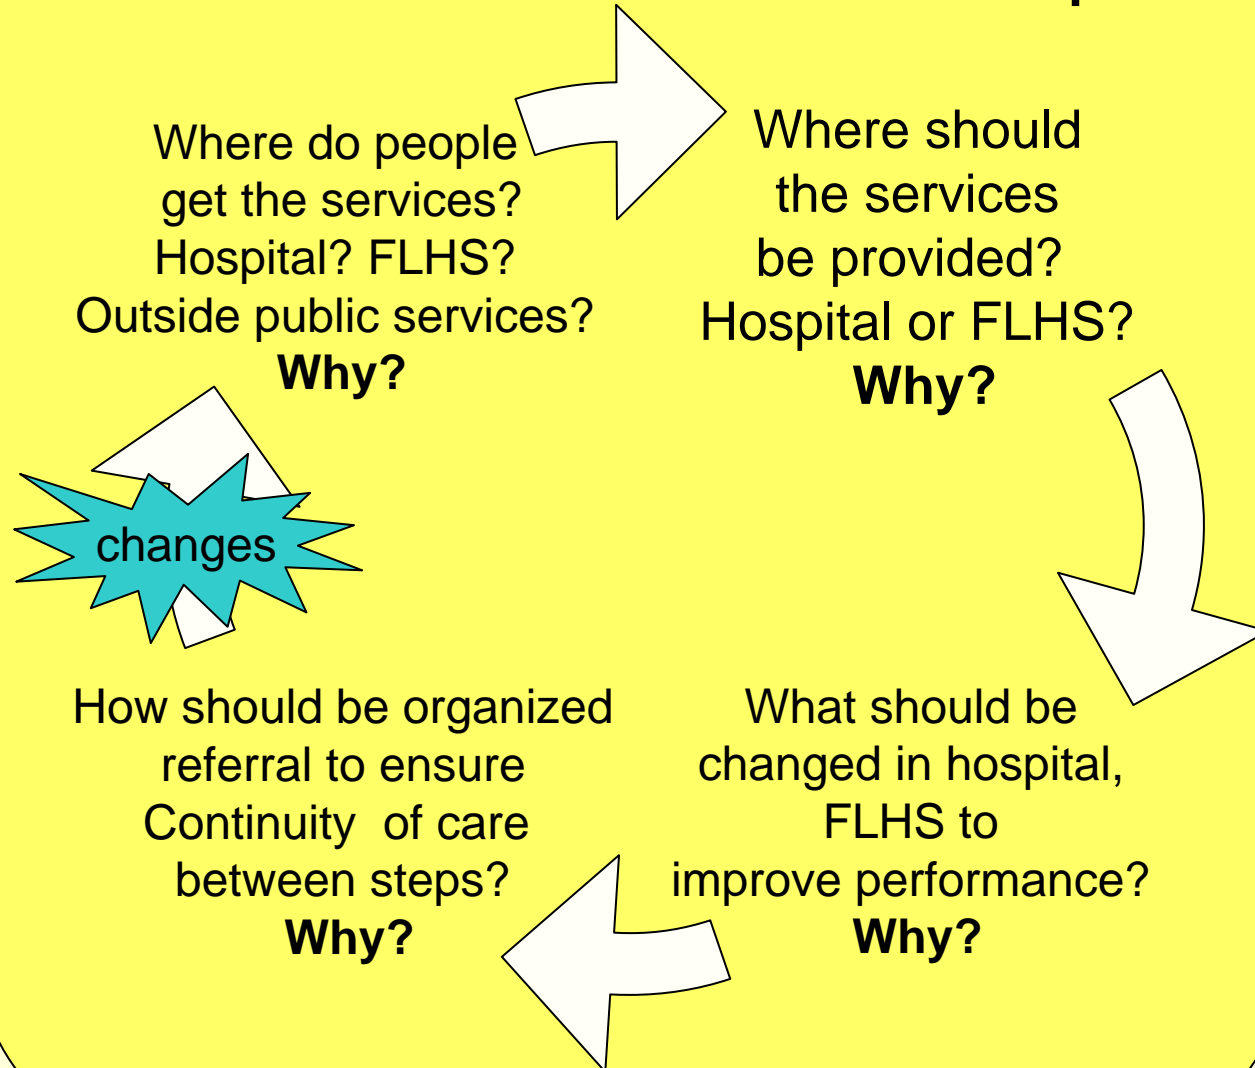 Where do people
get the services?
Hospital? FLHS?
Outside public services?
Why?
Where should
the services
be provided?
Hospital or FLHS?
Why?
changes
How should be organized
referral to ensure
Continuity  of care
between steps?
Why?
What should be
changed in hospital,
FLHS to
improve performance?
Why?